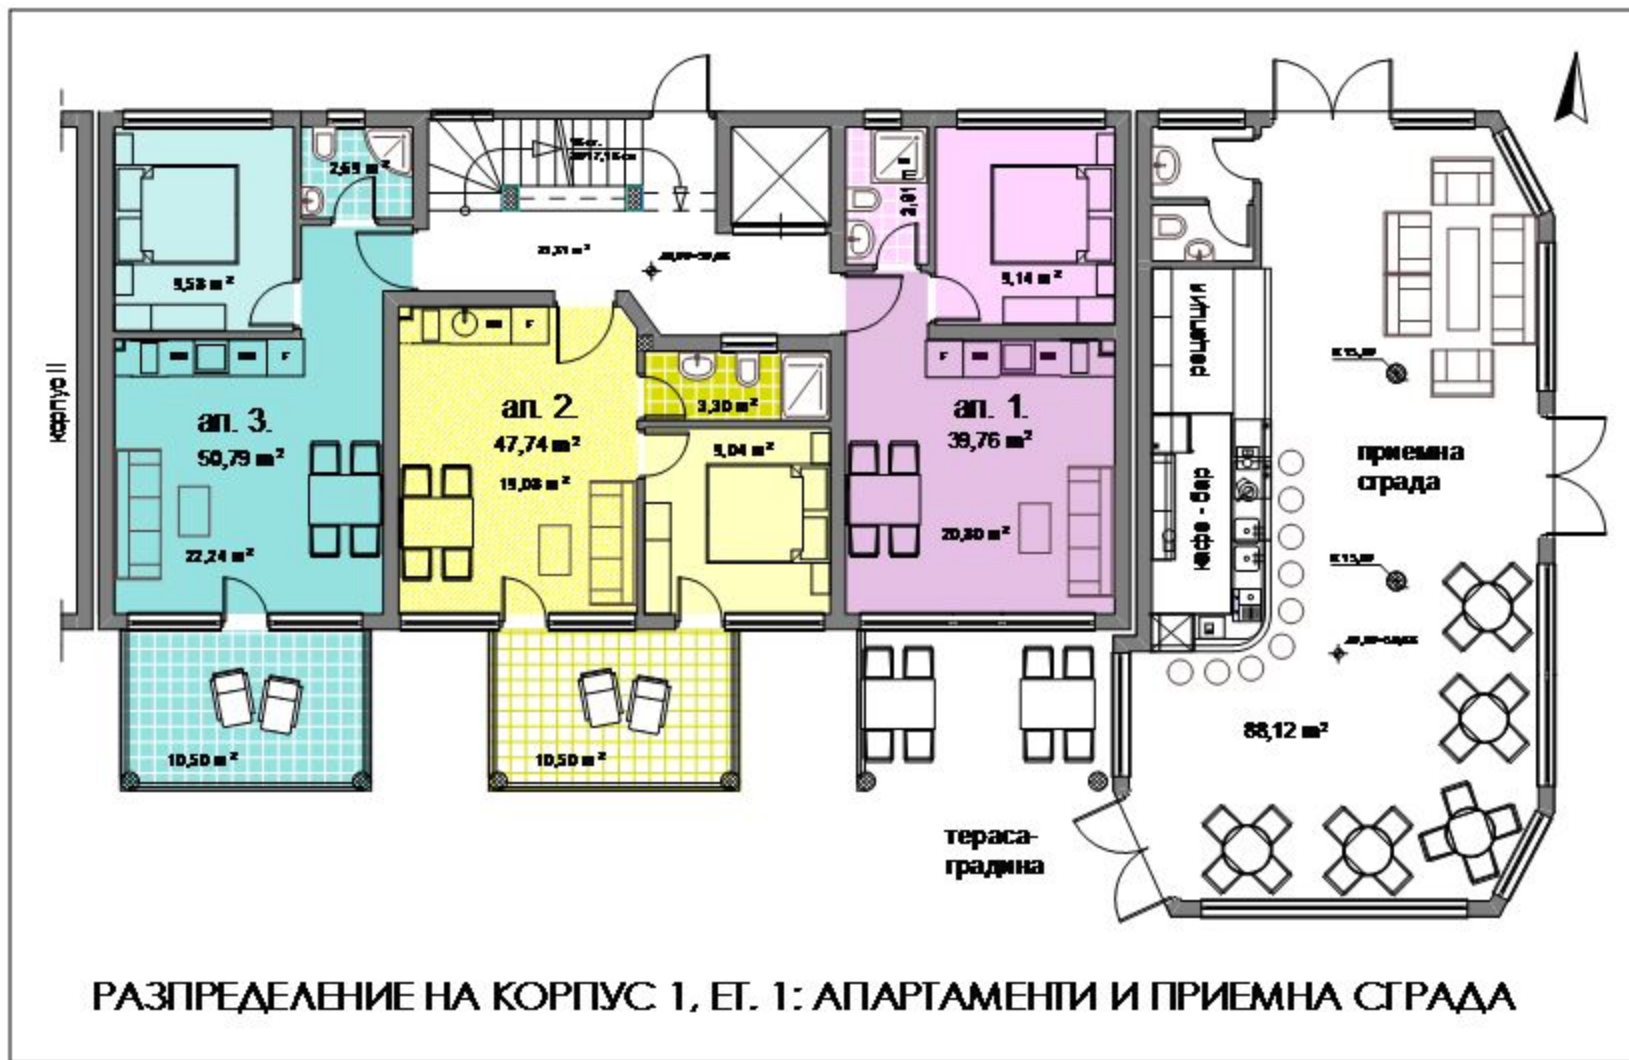 2,69 m²
9,58 m²
9,14 m²
ап. 3.
50,79 m²
22,24 m²
10,50 m²
ап. 2.
47,74 m²
19,08 m²
3,30 m²
9,04 m²
10,50 m²
ап. 1.
39,76 m²
20,80 m²
корпус II
рецепция
кафе - бар
приемна
сграда
88,12 m²
тераса-
градина
РАЗПРЕДЕЛЕНИЕ НА КОРПУС 1, ЕТ. 1: АПАРТАМЕНТИ И ПРИЕМНА СГРАДА